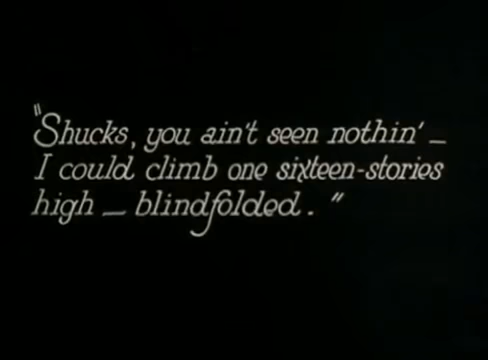 "Shucks, you ain't seen nothin' —
I could climb one sixteen-stories
high — blindfolded. "